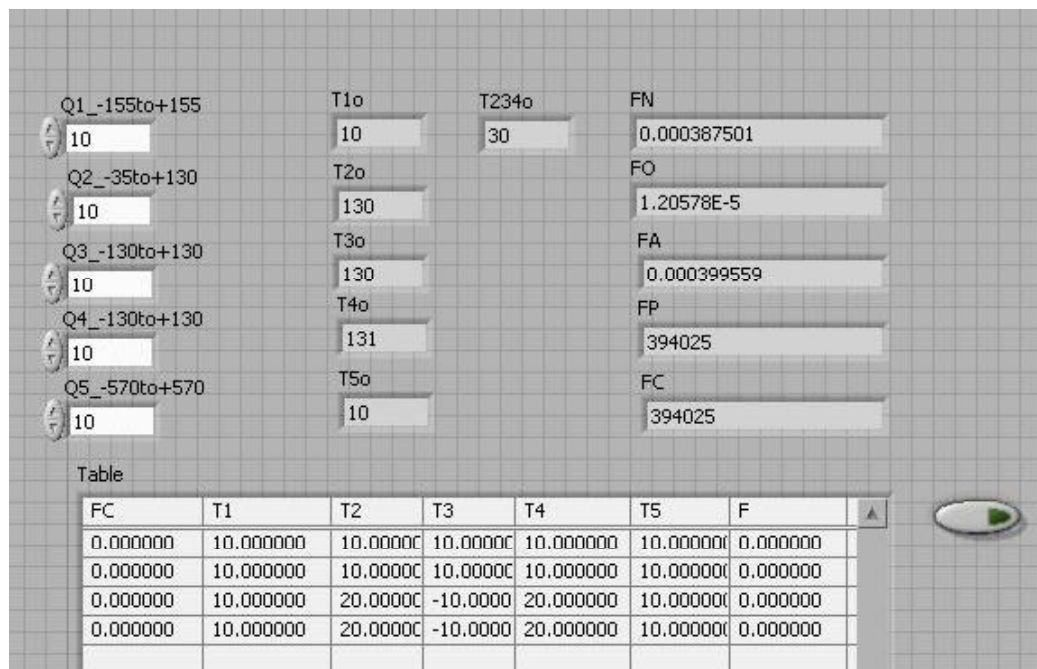 T1o T234o FN
Q1_-155to+155
10 10 30 0.000387501
T2o FO
Q2_-35to+130
10 130 1.20578E-5
T3o FA
Q3_-130to+130
10 130 0.000399559
T4o FP
Q4_-130to+130
10 131 394025
T5o FC
Q5_-570to+570
10 10 394025
Table
FC T1 T2 T3 T4 T5 F
0.000000 10.000000 10.00000 10.00000 10.000000 10.000000 0.000000
0.000000 10.000000 10.00000 10.00000 10.000000 10.000000 0.000000
0.000000 10.000000 20.00000 -10.0000 20.000000 10.000000 0.000000
0.000000 10.000000 20.00000 -10.0000 20.000000 10.000000 0.000000